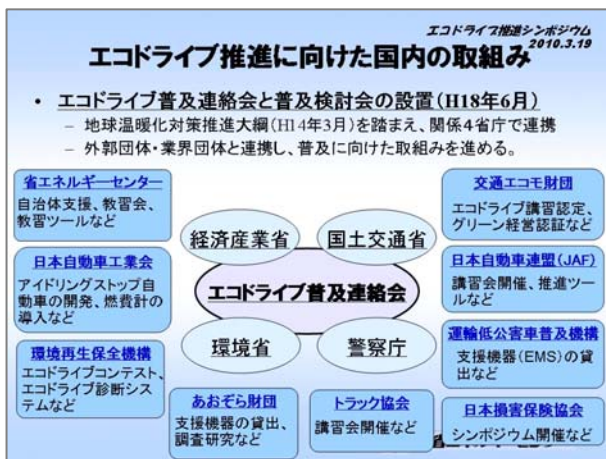 エコドライブ推進シンポジウム
2010.3.19
エコドライブ推進に向けた国内の取組み
• エコドライブ普及連絡会と普及検討会の設置(H18年6月)
– 地球温暖化対策推進大綱(H14年3月)を踏まえ、関係4省庁で連携
– 外郭団体・業界団体と連携し、普及に向けた取組みを進める。
省エネルギーセンター
自治体支援、教習会、
教習ツールなど
日本自動車工業会
アイドリングストップ自
動車の開発、燃費計の
導入など
環境再生保全機構
エコドライブコンテスト、
エコドライブ診断シス
テムなど
経済産業省
国土交通省
エコドライブ普及連絡会
環境省
警察庁
あおぞら財団
支援機器の貸出、
調査研究など
トラック協会
講習会開催など
交通エコモ財団
エコドライブ講習認定、
グリーン経営認証など
日本自動車連盟(JAF)
講習会開催、推進ツー
ルなど
運輸低公害車普及機構
支援機器(EMS)の貸
出など
日本損害保険協会
シンポジウム開催など